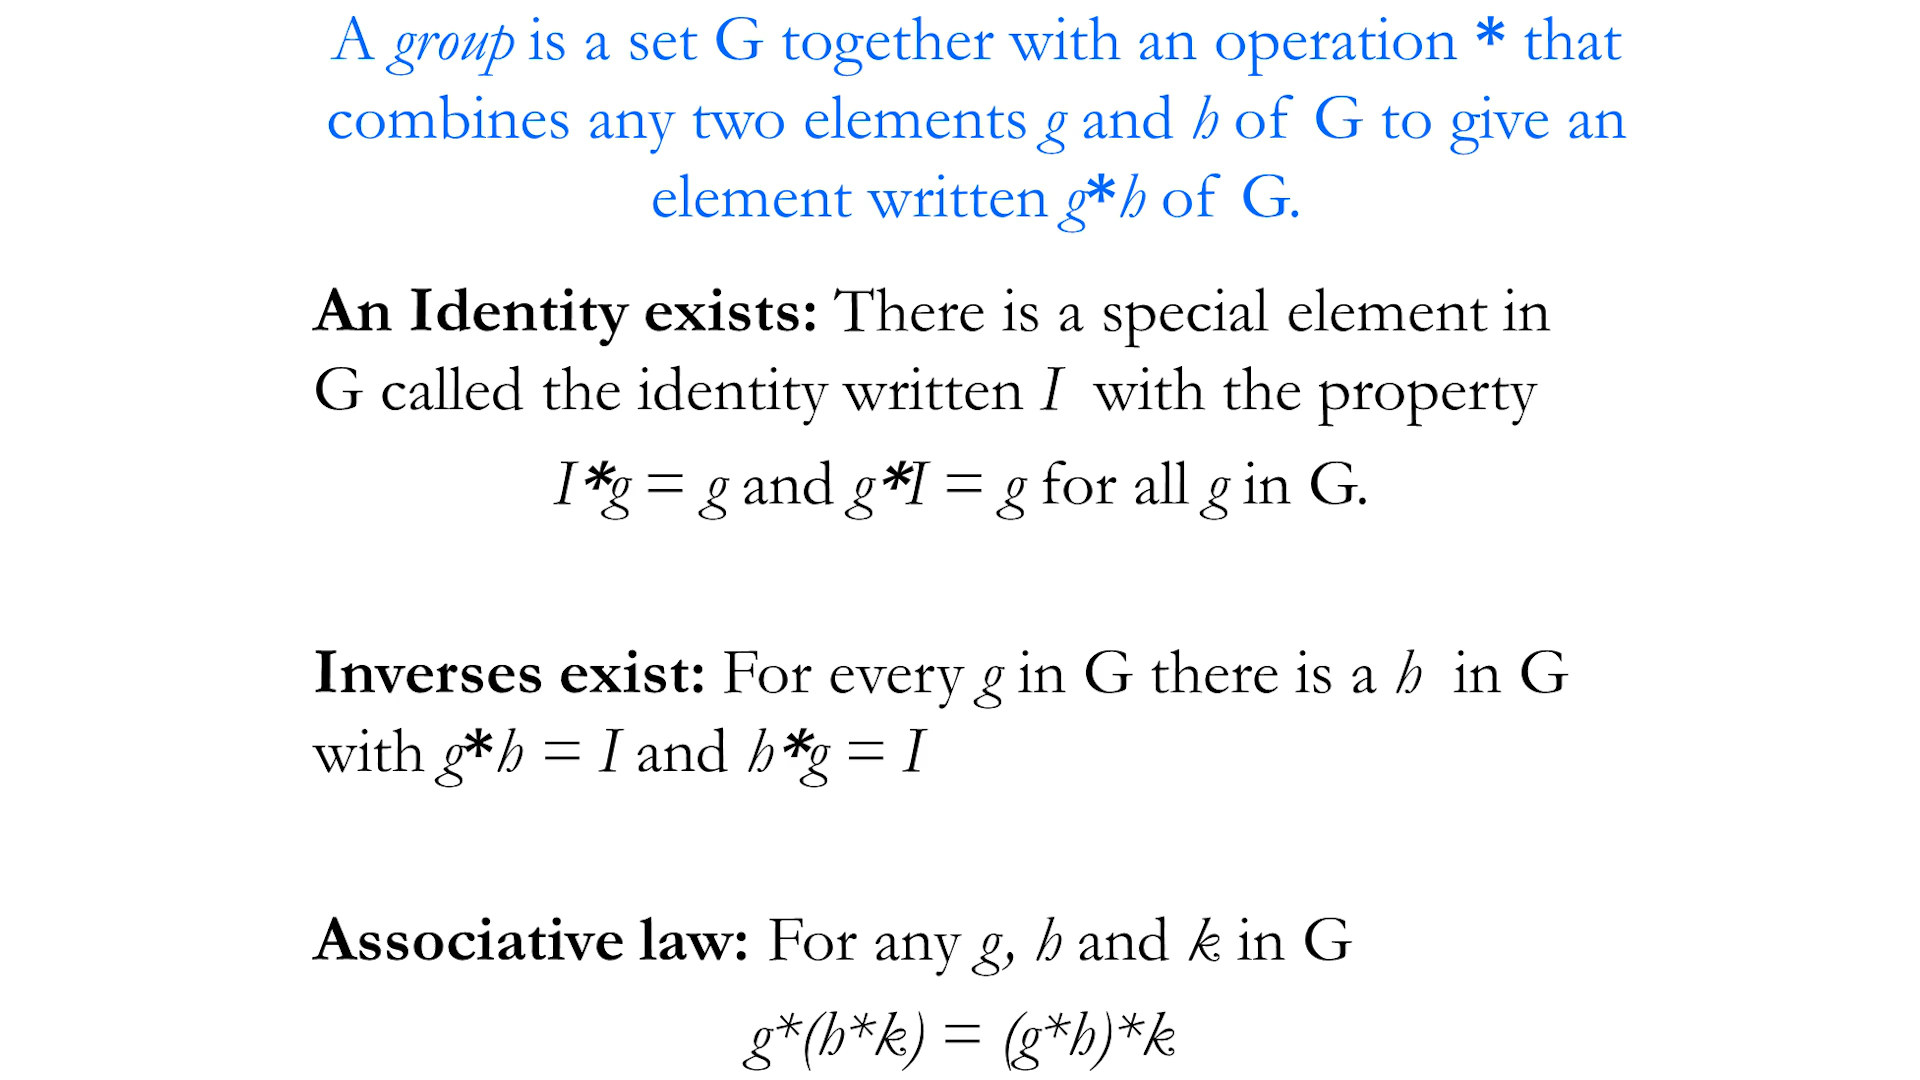 A group is a set G together with an operation * that
combines any two elements g and h of G to give an
element written g*h of G.
An Identity exists: There is a special element in
G called the identity written I with the property
I*g = g and g*I = g for all g in G.
Inverses exist: For every g in G there is a h in G
with g*h = I and h*g = I
Associative law: For any g, h and k in G
g*(h*k) = (g*h)*k